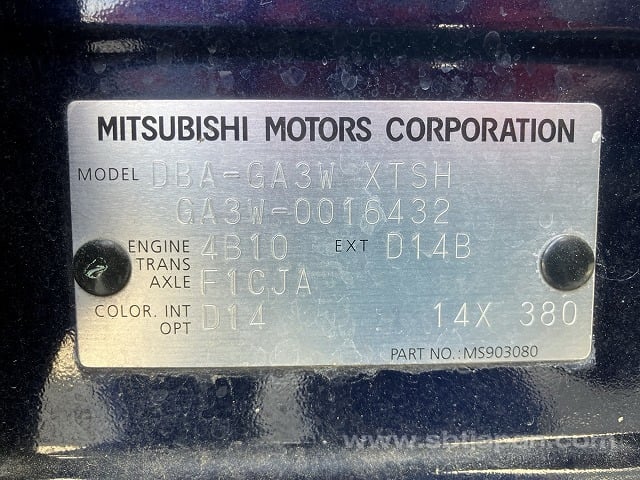 MITSUBISHI MOTORS CORPORATION
MODEL DBA-GA3W XTSH
GA3W-0016432
ENGINE 4B10 EXT D14B
TRANS
AXLE F1CJA
COLOR. INT D14 14X 380
OPT
PART NO.:MS903080
www.sbtjapan.com